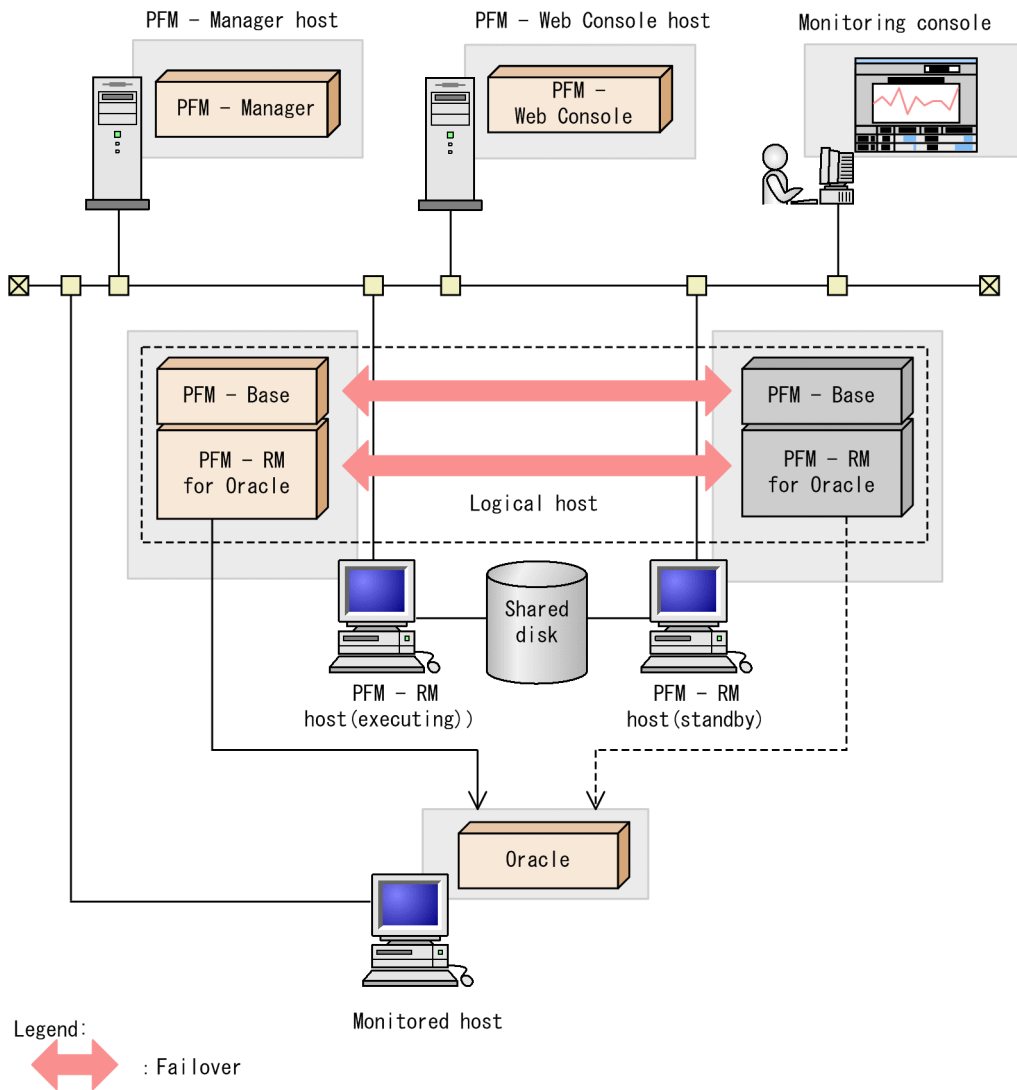 PFM - Manager host
PFM - Web Console host
Monitoring console
PFM - Manager
PFM -
Web Console
PFM - Base
PFM - Base
PFM - RM
for Oracle
PFM - RM
for Oracle
Logical host
Shared
disk
PFM - RM
host(executing))
PFM - RM
host(standby)
Oracle
Monitored host
Legend:
: Failover